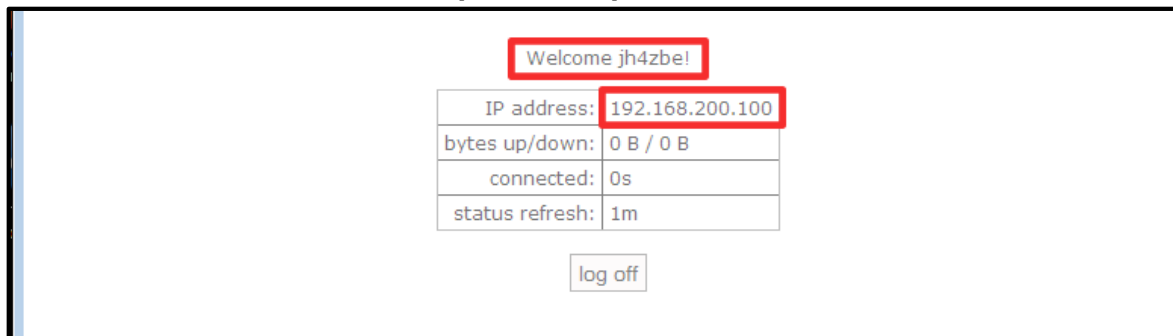 Welcome jh4zbe!
IP address: 192.168.200.100
bytes up/down: 0 B / 0 B
connected: 0s
status refresh: 1m
log off